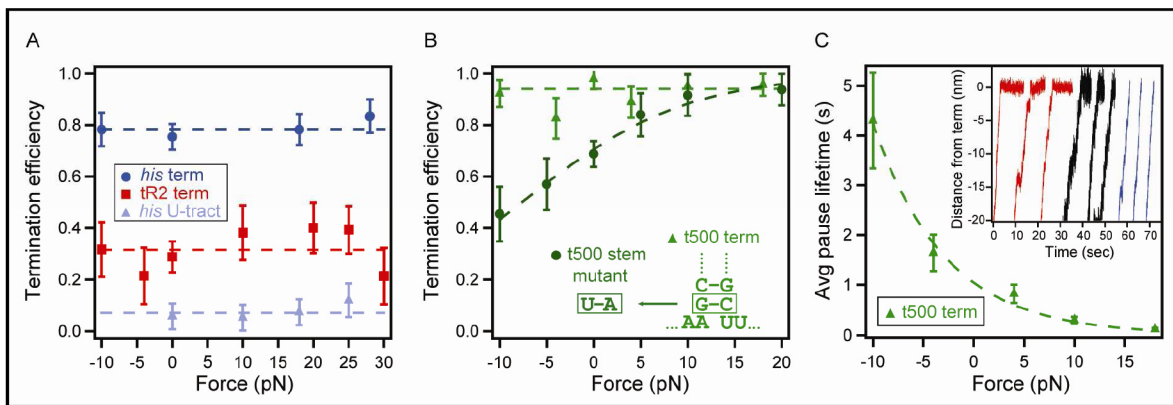 A
Termination efficiency
1.0
0.8
0.6
0.4
0.2
0.0
his term
tR2 term
his U-tract
-10 -5 0 5 10 15 20 25 30
Force (pN)
B
Termination efficiency
1.0
0.8
0.6
0.4
0.2
0.0
t500 term
t500 stem
mutant
C-G
U-A
G-C
...AA UU...
-10 -5 0 5 10 15 20
Force (pN)
C
Avg pause lifetime (s)
5
4
3
2
1
0
Distance from term (nm)
0
-5
-10
-15
-20
0 10 20 30 40 50 60 70
Time (sec)
t500 term
-10 -5 0 5 10 15
Force (pN)